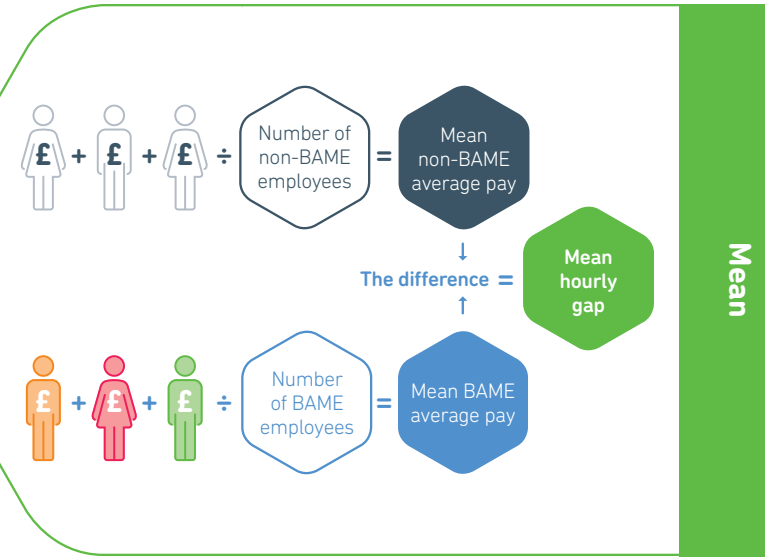 £ + £ + £ ÷
Number of
non-BAME
employees
=
Mean
non-BAME
average pay
↓
The difference =
↑
Mean
hourly
gap
£ + £ + £ ÷
Number
of BAME
employees
=
Mean BAME
average pay
Mean